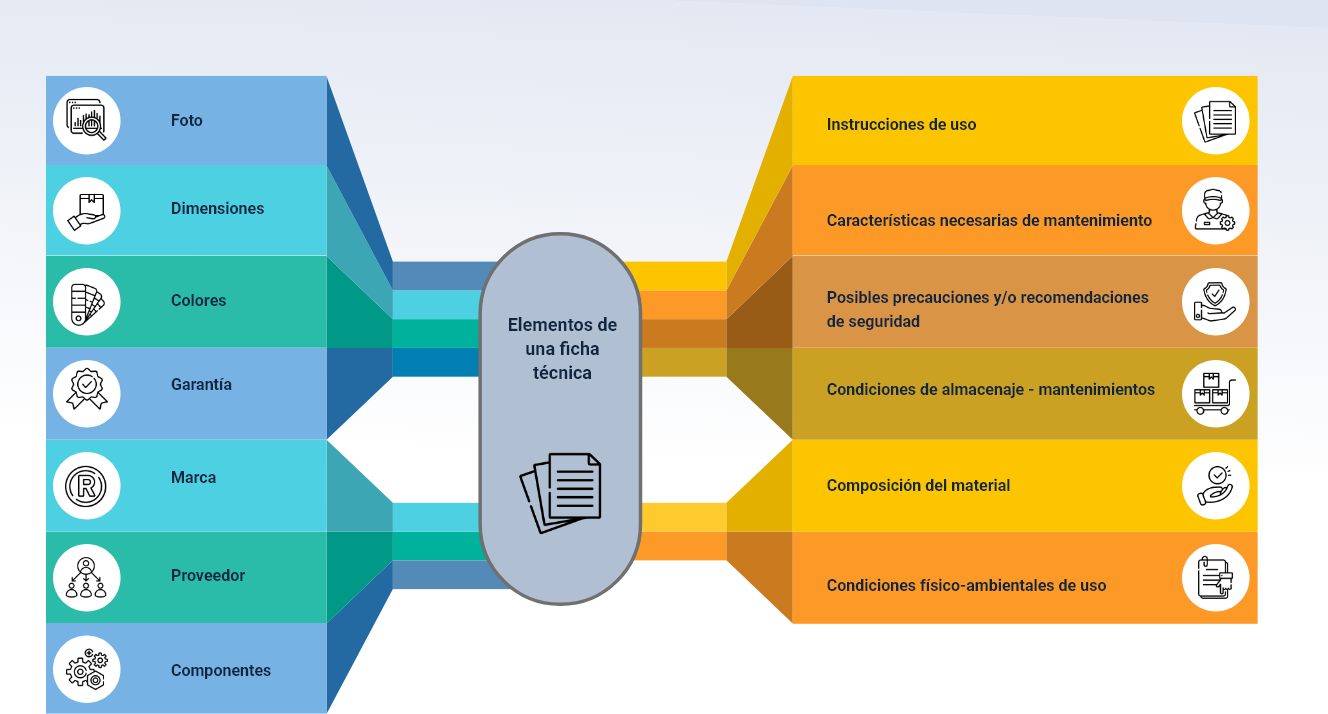 Foto
Dimensiones
Colores
Garantía
Marca
Proveedor
Componentes
Elementos de
una ficha
técnica
Instrucciones de uso
Características necesarias de mantenimiento
Posibles precauciones y/o recomendaciones
de seguridad
Condiciones de almacenaje - mantenimientos
Composición del material
Condiciones físico-ambientales de uso
R